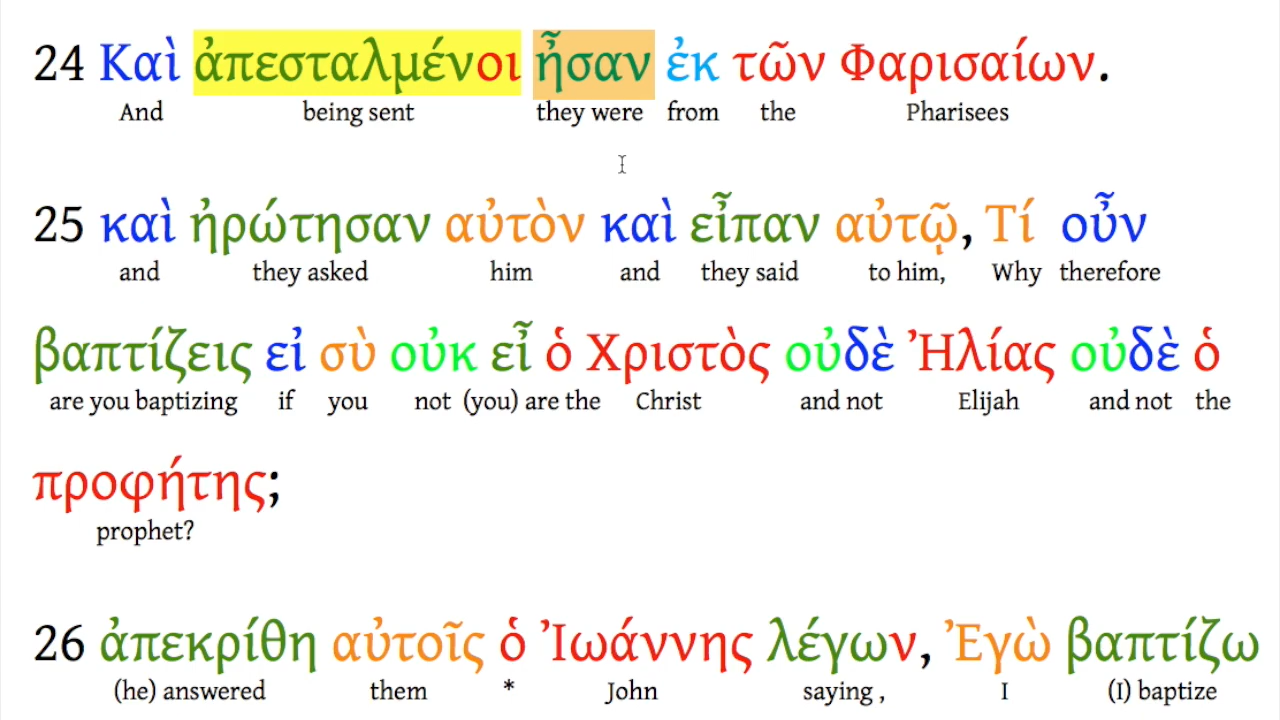 24 Καὶ ἀπεσταλμένοι ἦσαν ἐκ τῶν Φαρισαίων.
And being sent they were from the Pharisees
25 καὶ ἠρώτησαν αὐτὸν καὶ εἶπαν αὐτῷ, Τί οὖν
and they asked him and they said to him, Why therefore
βαπτίζεις εἰ σὺ οὐκ εἶ ὁ Χριστὸς οὐδὲ Ἠλίας οὐδὲ ὁ
are you baptizing if you not (you) are the Christ and not Elijah and not the
προφήτης;
prophet?
26 ἀπεκρίθη αὐτοῖς ὁ Ἰωάννης λέγων, Ἐγὼ βαπτίζω
(he) answered them * John saying , I (I) baptize